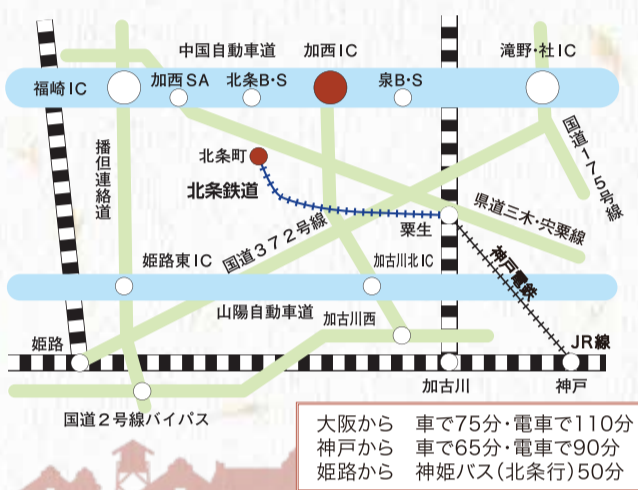 中国自動車道
加西IC
滝野・社IC
福崎IC
加西SA
北条B・S
泉B・S
播但連絡道
国道175号線
北条町
北条鉄道
県道三木・宍粟線
粟生
国道372号線
姫路東IC
加古川北IC
神戸電鉄
山陽自動車道
加古川西
姫路
JR線
加古川
神戸
国道2号線バイパス
大阪から 車で75分・電車で110分
神戸から 車で65分・電車で90分
姫路から 神姫バス(北条行)50分